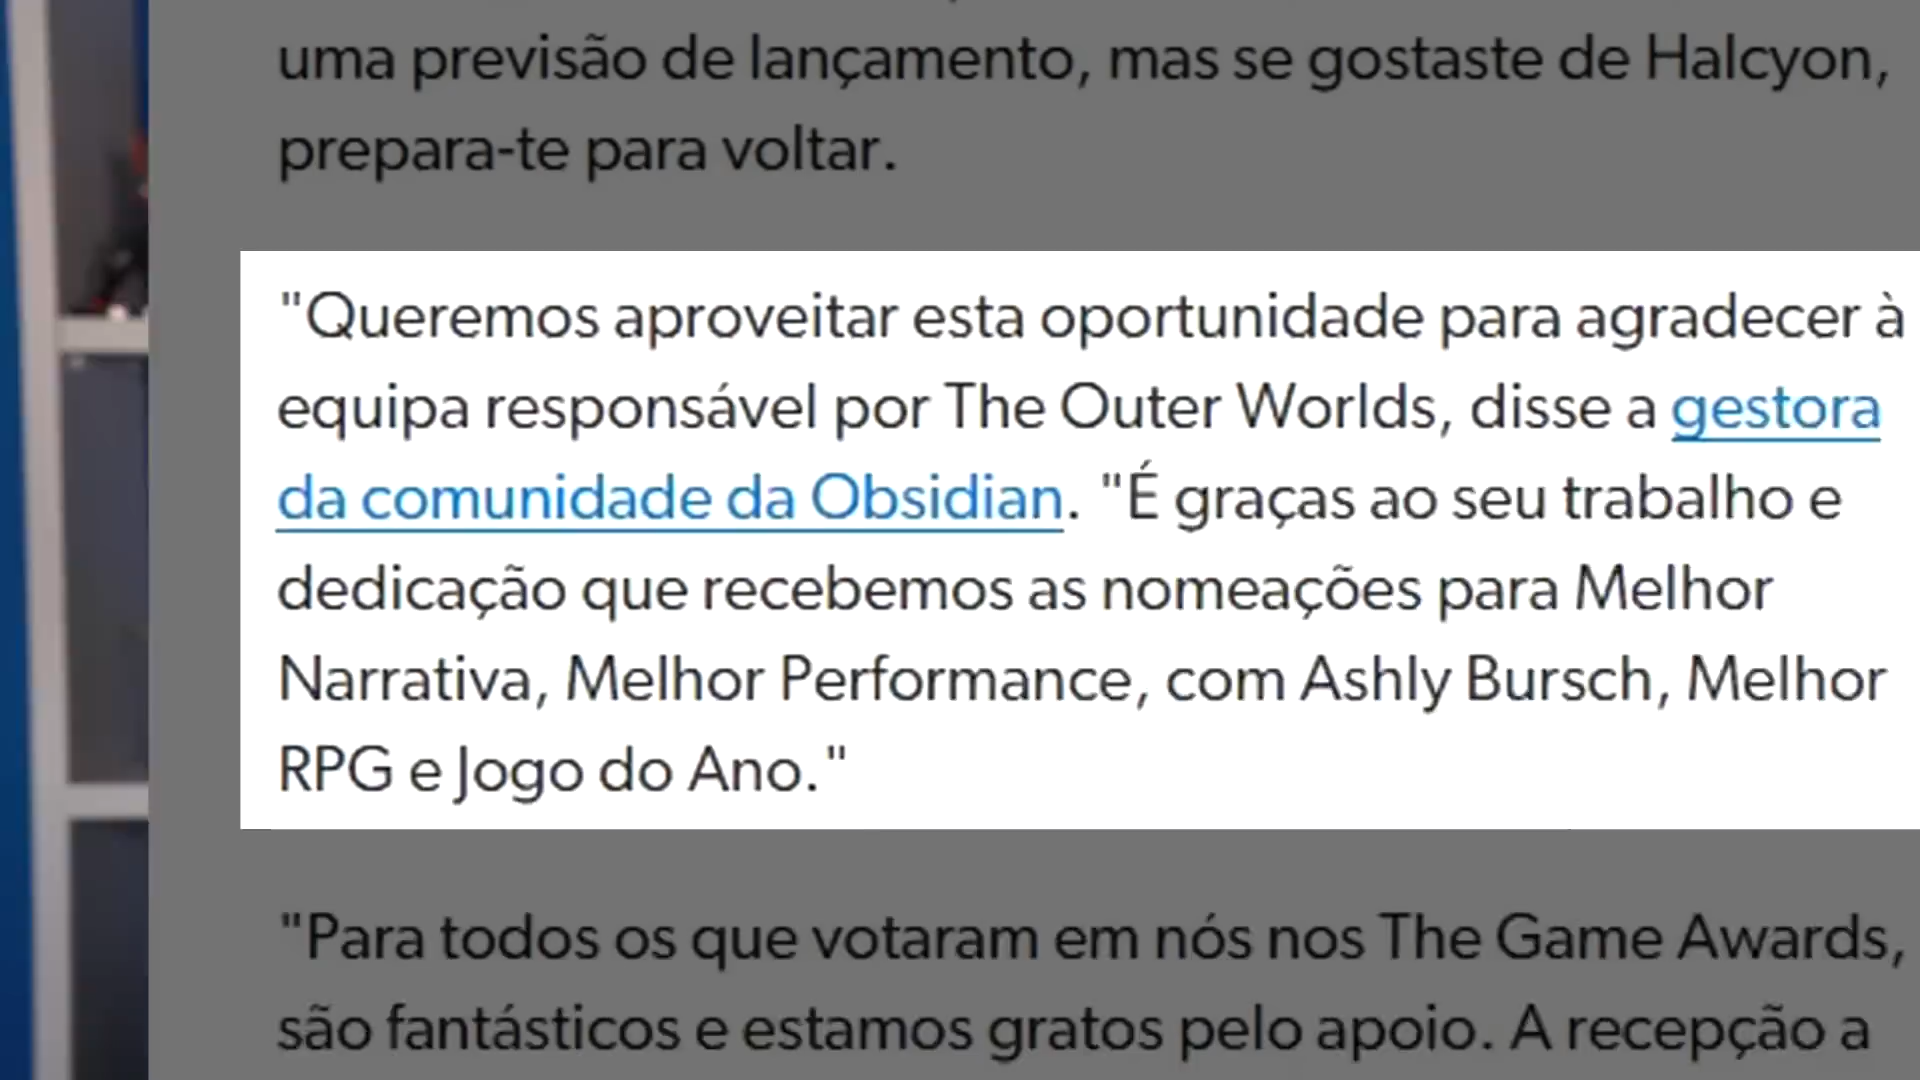 uma previsão de lançamento, mas se gostaste de Halcyon,
prepara-te para voltar.
"Queremos aproveitar esta oportunidade para agradecer à
equipa responsável por The Outer Worlds, disse a gestora
da comunidade da Obsidian. "É graças ao seu trabalho e
dedicação que recebemos as nomeações para Melhor
Narrativa, Melhor Performance, com Ashly Bursch, Melhor
RPG e Jogo do Ano."
"Para todos os que votaram em nós nos The Game Awards,
são fantásticos e estamos gratos pelo apoio. A recepção a